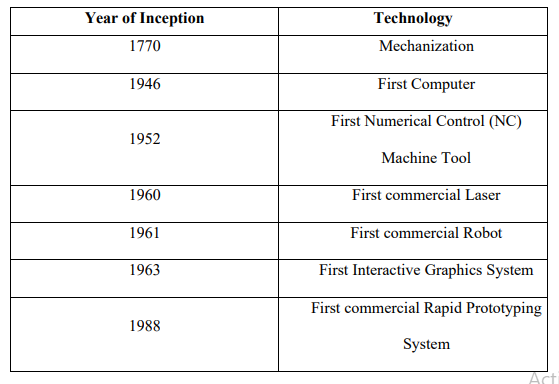 Year of Inception Technology
1770 Mechanization
1946 First Computer
1952 First Numerical Control (NC)
Machine Tool
1960 First commercial Laser
1961 First commercial Robot
1963 First Interactive Graphics System
1988 First commercial Rapid Prototyping
System
Act